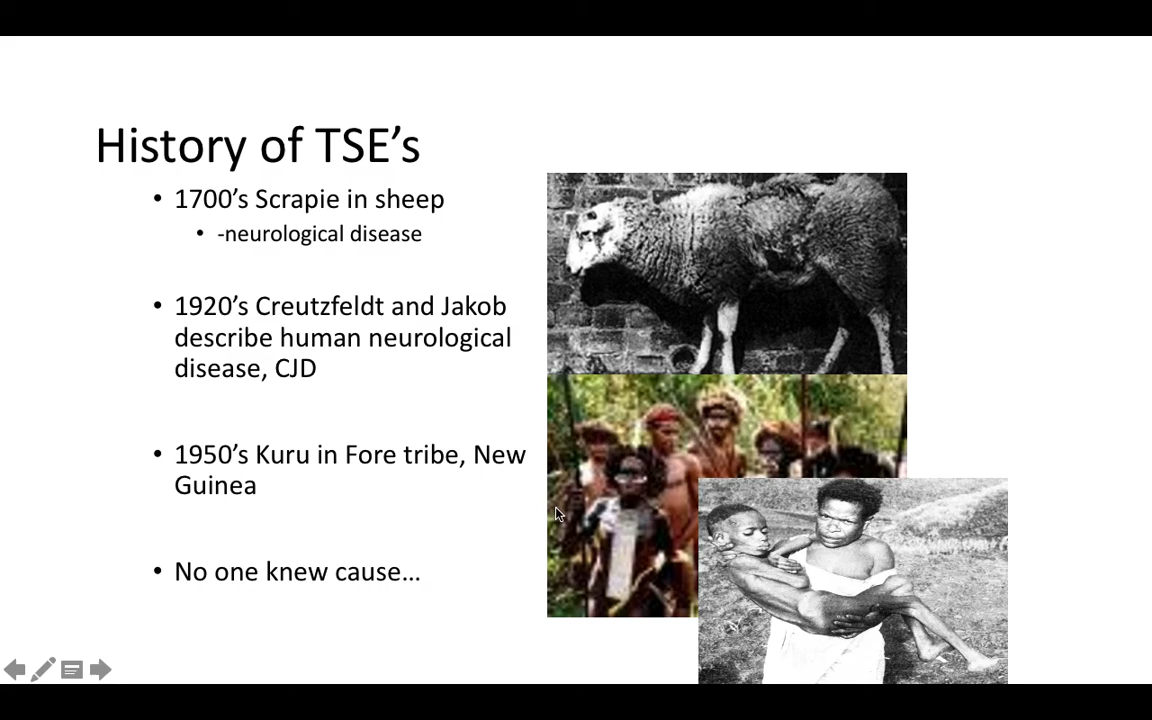 History of TSE’s
• 1700’s Scrapie in sheep
• -neurological disease
• 1920’s Creutzfeldt and Jakob
describe human neurological
disease, CJD
• 1950’s Kuru in Fore tribe, New
Guinea
• No one knew cause…